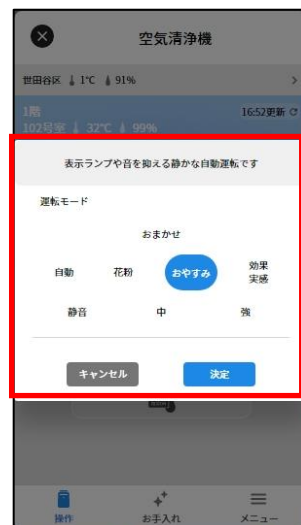 空気清浄機
世田谷区 1℃ 91%
1階 16:52更新
102号室 32℃ 99%
表示ランプや音を抑える静かな自動運転です
運転モード
おまかせ
自動 花粉 おやすみ 効果実感
静音 中 強
キャンセル 決定
操作 お手入れ メニュー